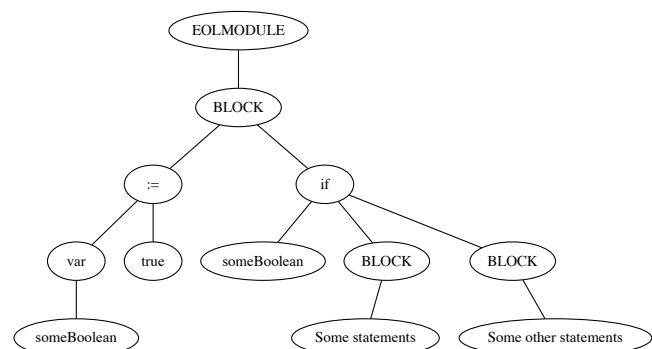 EOLMODULE
BLOCK
:=
if
var
true
someBoolean
BLOCK
BLOCK
someBoolean
Some statements
Some other statements